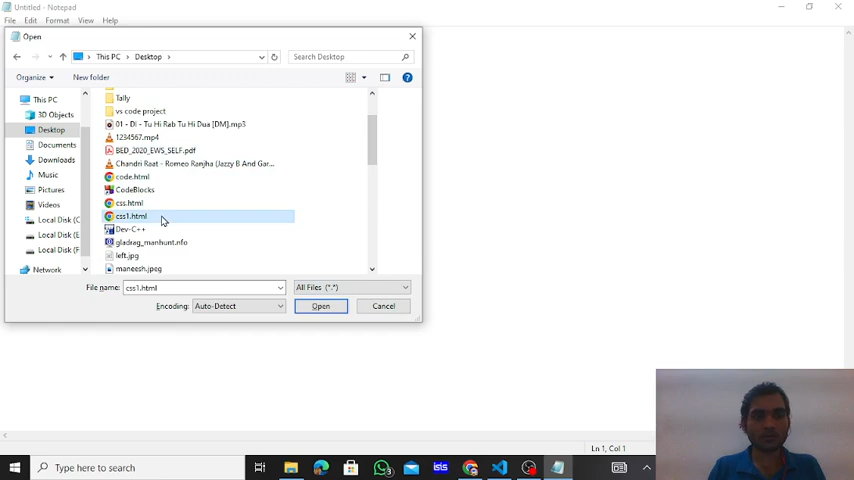 Untitled - Notepad
File Edit Format View Help
Open
This PC Desktop
Search Desktop
Organize New folder
This PC
3D Objects
Desktop
Documents
Downloads
Music
Pictures
Videos
Local Disk (C
Local Disk (E
Local Disk (F
Network
Tally
vs code project
01 - DI - Tu Hi Rab Tu Hi Dua [DM].mp3
1234567.mp4
BED_2020_EWS_SELF.pdf
Chandri Raat - Romeo Ranjha (Jazzy B And Gar...
code.html
CodeBlocks
css.html
css1.html
Dev-C++
gladrag_manhunt.nfo
left.jpg
maneesh.jpeg
File name: css1.html All Files (*.*)
Encoding: Auto-Detect Open Cancel
Ln 1, Col 1
Type here to search
isis
3